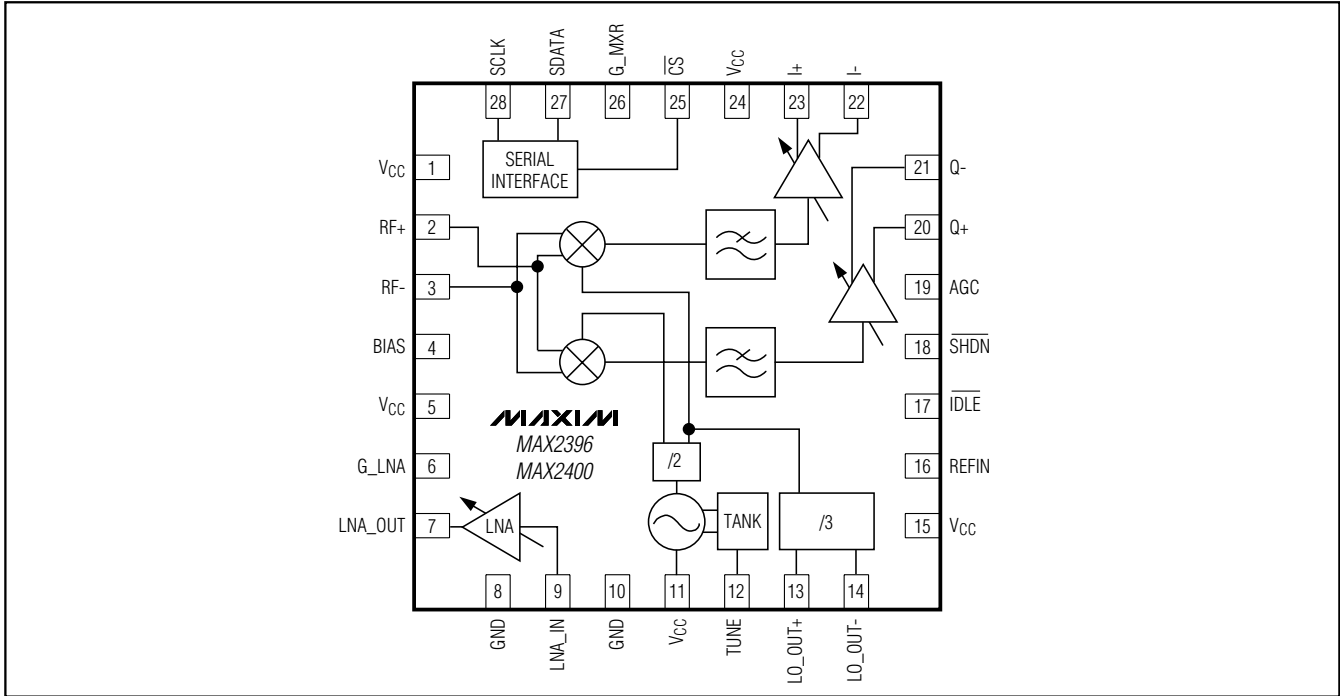 SCLK
SDATA
G_MXR
CS
VCC
I+
I-
28
27
26
25
24
23
22
SERIAL
INTERFACE
VCC 1
RF+ 2
RF- 3
BIAS 4
VCC 5
G_LNA 6
LNA_OUT 7
21 Q-
20 Q+
19 AGC
18 SHDN
17 IDLE
16 REFIN
15 VCC
MAXIM
MAX2396
MAX2400
/2
LNA
TANK
/3
8
9
10
11
12
13
14
GND
LNA_IN
GND
VCC
TUNE
LO_OUT+
LO_OUT-